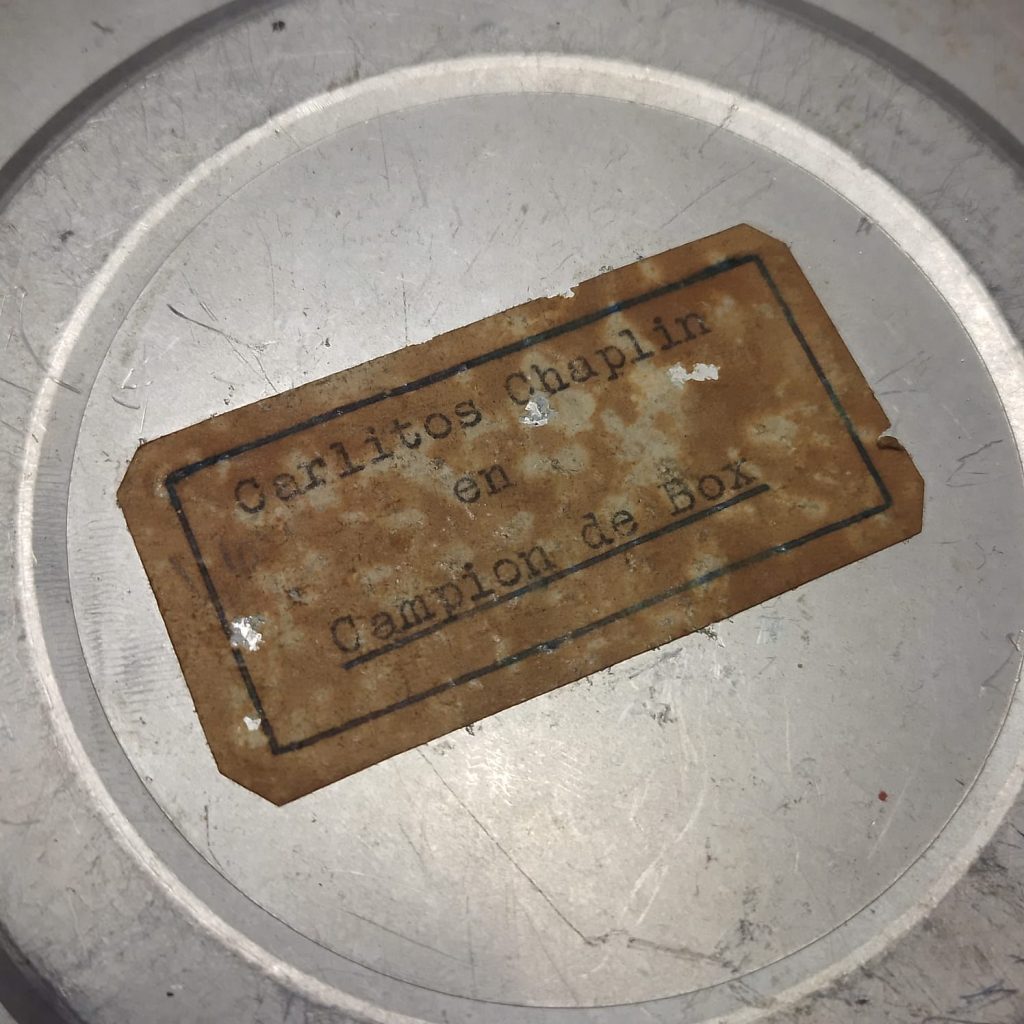 Carlitos Chaplin
en
Campion de Box